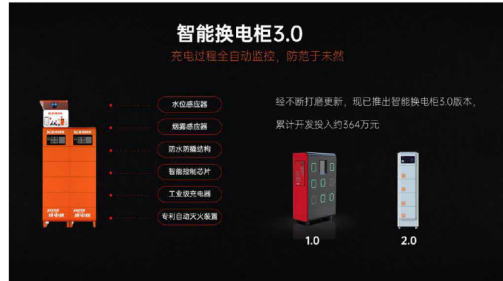 智能换电柜3.0
充电过程全自动监控，防范于未然
水位感应器
烟雾感应器
防水防撬结构
智能控制芯片
工业级充电器
专利自动灭火装置
经不断打磨更新，现已推出智能换电柜3.0版本，
累计开发投入约364万元
1.0
2.0